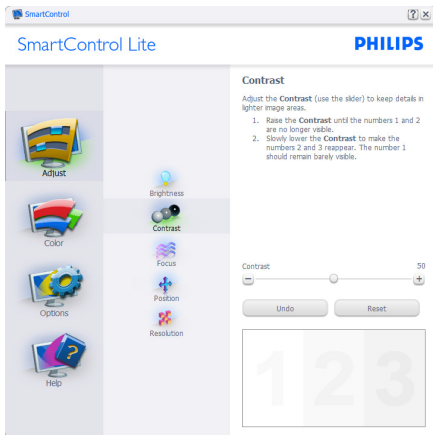 SmartControl
SmartControl Lite
PHILIPS
Adjust
Color
Options
Help
Brightness
Contrast
Focus
Position
Resolution
Contrast
Adjust the Contrast (use the slider) to keep details in
lighter image areas.
1. Raise the Contrast until the numbers 1 and 2
are no longer visible.
2. Slowly lower the Contrast to make the
numbers 2 and 3 reappear. The number 1
should remain barely visible.
Contrast 50
Undo Reset
1 2 3